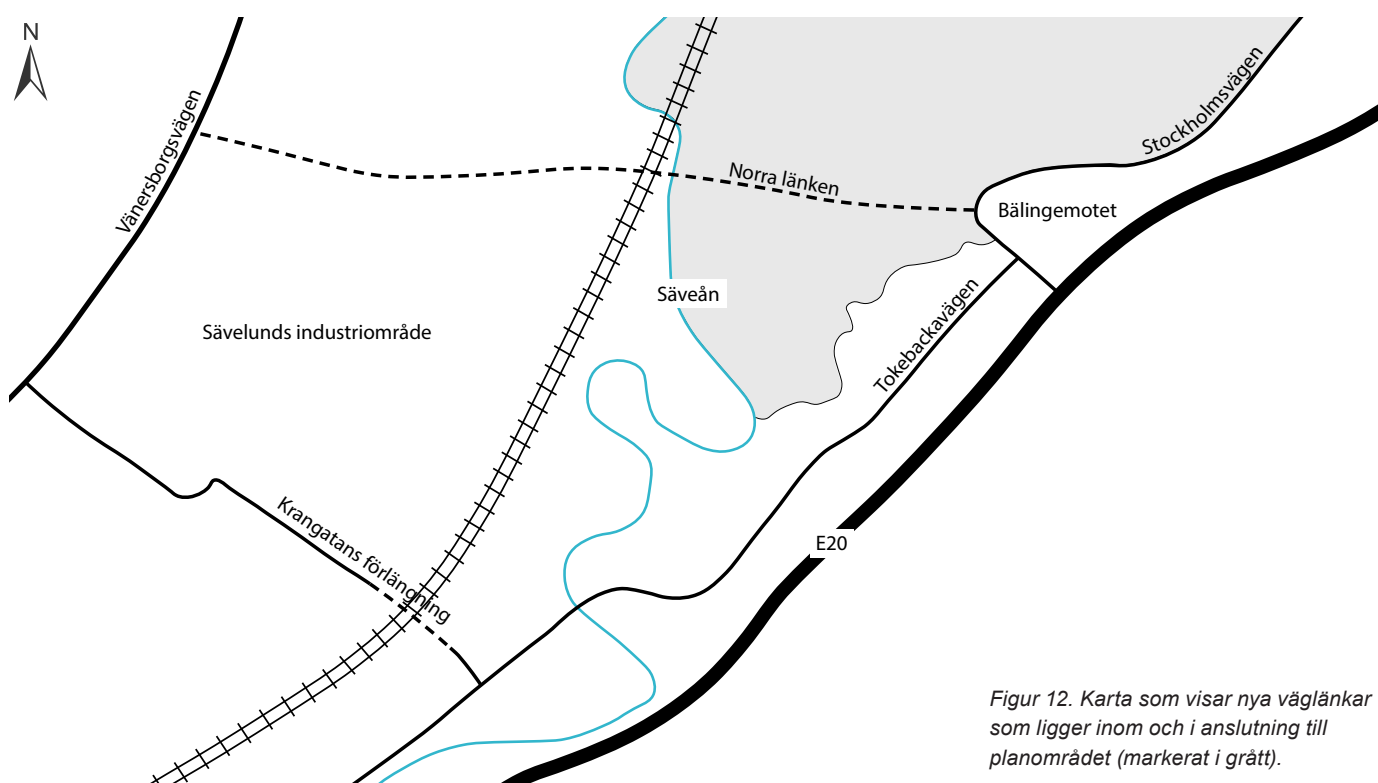 N
Vänersborgsvägen
Stockholmsvägen
Norra länken
Bälingemotet
Säveån
Sävelunds industriområde
Tokebackavägen
Krangatans förlängning
E20
Figur 12. Karta som visar nya väglänkar
som ligger inom och i anslutning till
planområdet (markerat i grått).